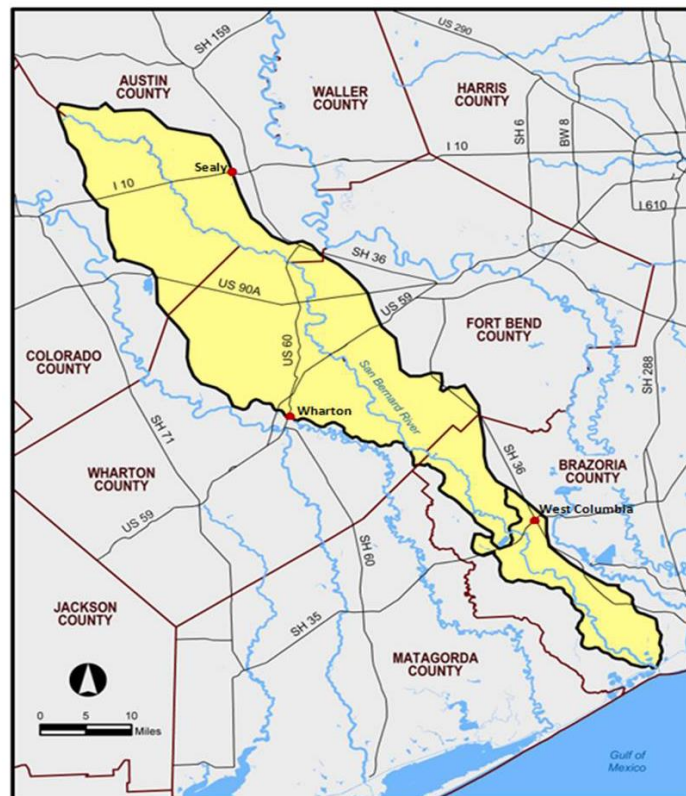 US 290
SH 159
AUSTIN
COUNTY
WALLER
COUNTY
HARRIS
COUNTY
SH 6
BW 8
Sealy
I 10
I 10
I 610
SH 36
US 90A
US 59
FORT BEND
COUNTY
COLORADO
COUNTY
US 60
San Bernard River
SH 288
Wharton
SH 71
SH 36
WHARTON
COUNTY
BRAZORIA
COUNTY
West Columbia
US 59
SH 60
JACKSON
COUNTY
SH 35
MATAGORDA
COUNTY
0 5 10
Miles
Gulf of
Mexico